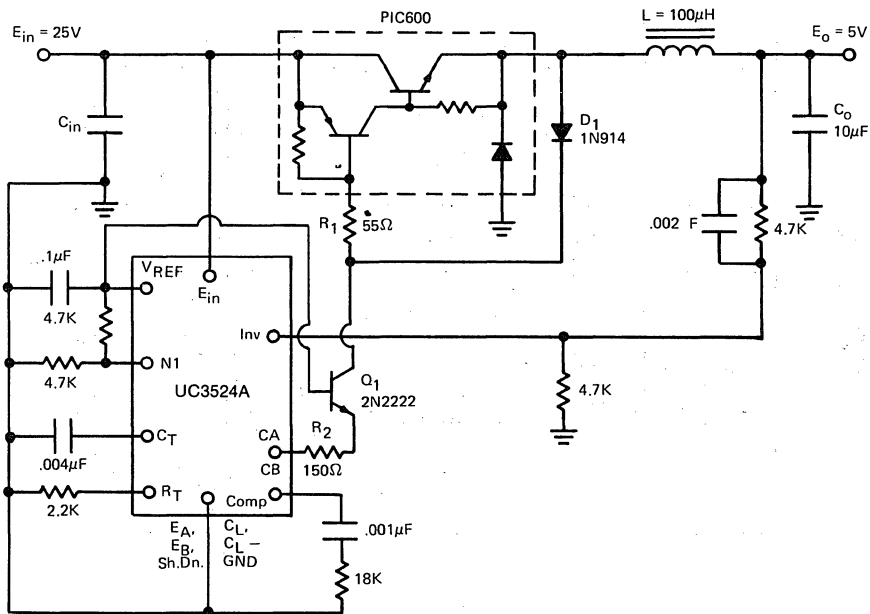 PIC600
L = 100μH
E_in = 25V
E_o = 5V
C_in
D_1
1N914
C_o
10μF
R_1 55Ω
.002 F
4.7K
.1μF
V_REF
E_in
4.7K
Inv
N1
4.7K
UC3524A
Q_1
2N2222
4.7K
C_T
CA
R_2
.004μF
CB
150Ω
R_T
Comp
2.2K
E_A, C_L,
E_B, C_L –
Sh.Dn. GND
.001μF
18K